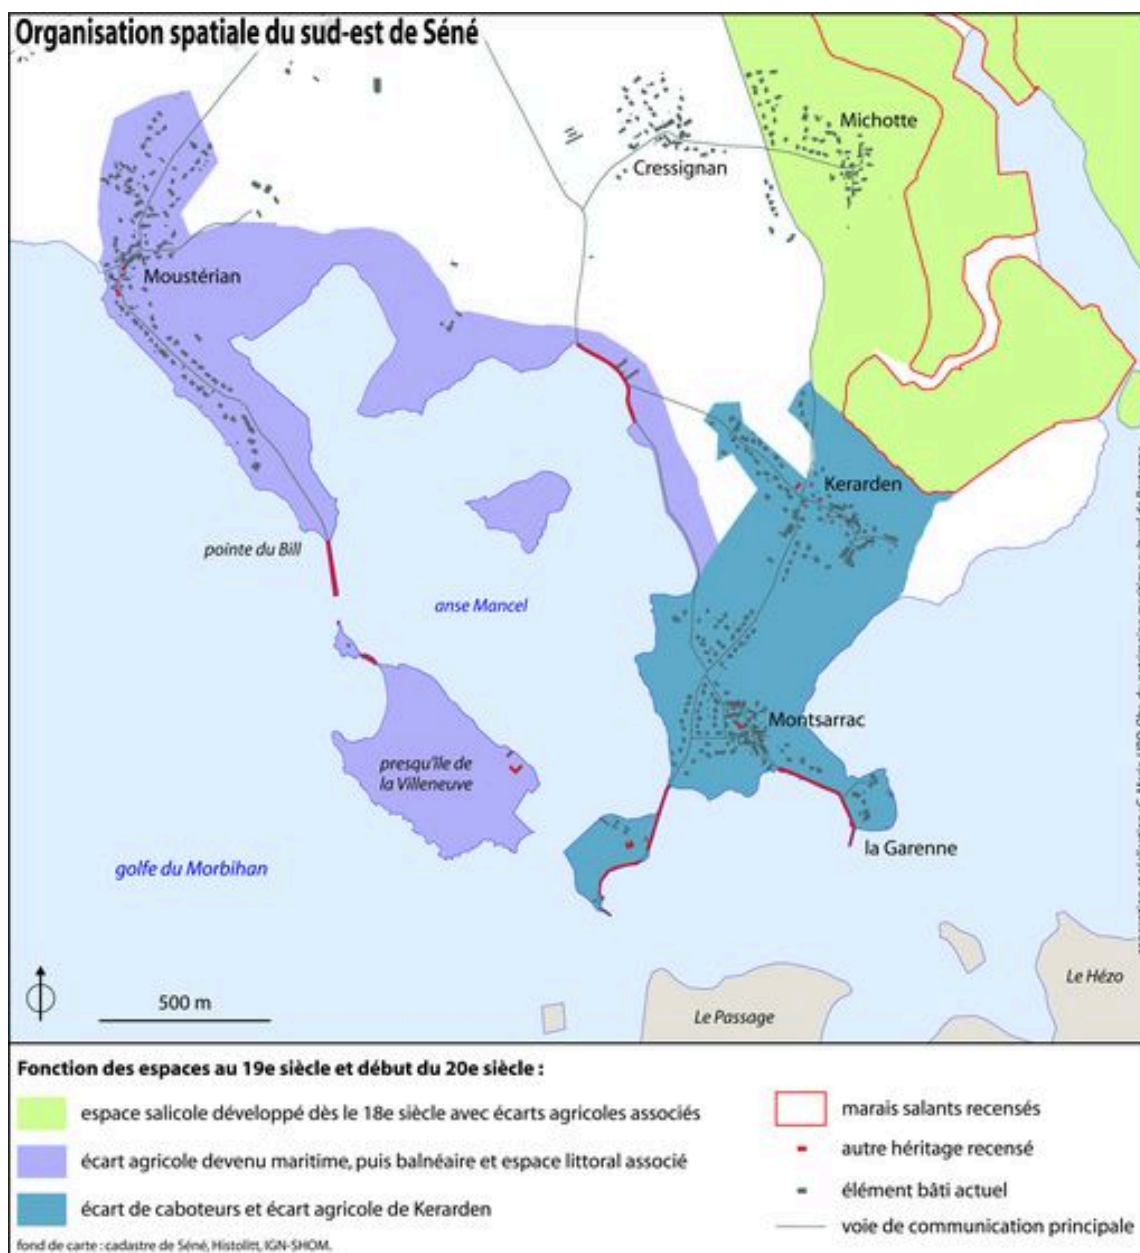 Organisation spatiale du sud-est de Séné
Michotte
Cressignan
Moustérian
Kerarden
pointe du Bill
anse Mancel
Montsarrac
presqu'île de
la Villeneuve
la Garenne
golfe du Morbihan
Le Hézo
500 m
Le Passage
Fonction des espaces au 19e siècle et début du 20e siècle :
espace salicole développé dès le 18e siècle avec écarts agricoles associés
écart agricole devenu maritime, puis balnéaire et espace littoral associé
écart de caboteurs et écart agricole de Kerarden
fond de carte : cadastre de Séné, Histolitt, IGN-SHOM.
marais salants recensés
autre héritage recensé
élément bâti actuel
voie de communication principale